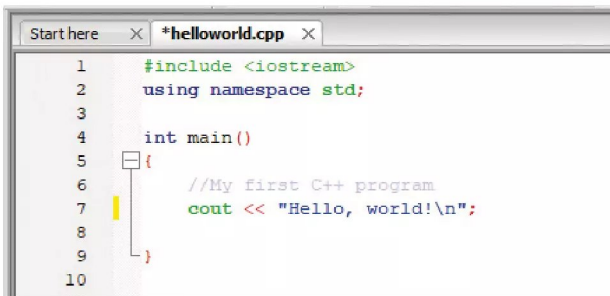 Start here × *helloworld.cpp ×
1 #include <iostream>
2 using namespace std;
3
4 int main()
5 {
6 //My first C++ program
7 cout << "Hello, world!\n";
8
9 }
10